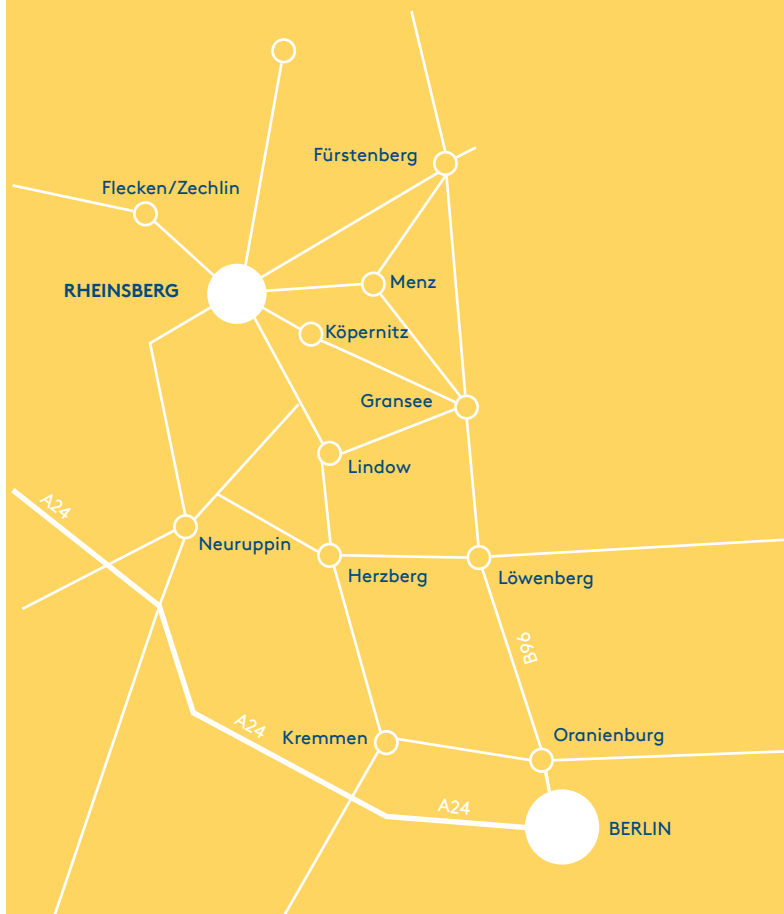 Fürstenberg
Flecken/Zechlin
RHEINSBERG
Menz
Köpernitz
Gransee
Lindow
A24
Neuruppin
Herzberg
Löwenberg
B96
A24
Kremmen
Oranienburg
A24
BERLIN